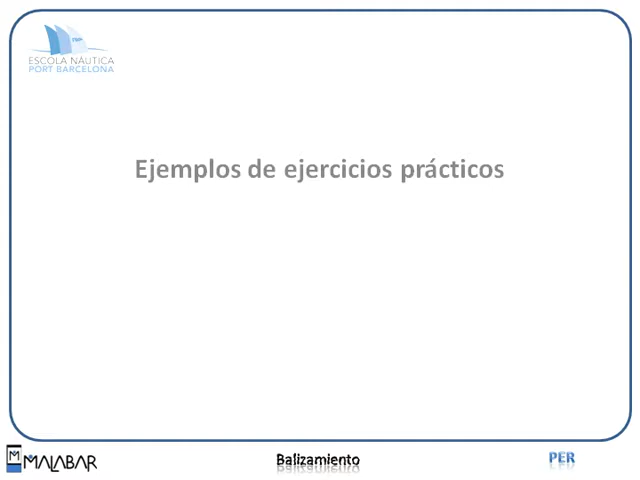 ESCOLA NÀUTICA
PORT BARCELONA
Ejemplos de ejercicios prácticos
MALABAR
Balizamiento
PER